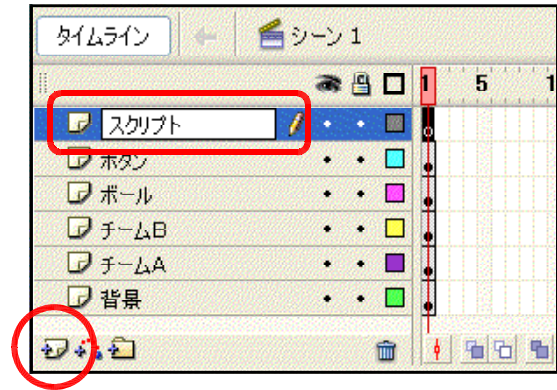 タイムライン シーン 1
1 5 1
スクリプト
ボタン
ボール
チームB
チームA
背景